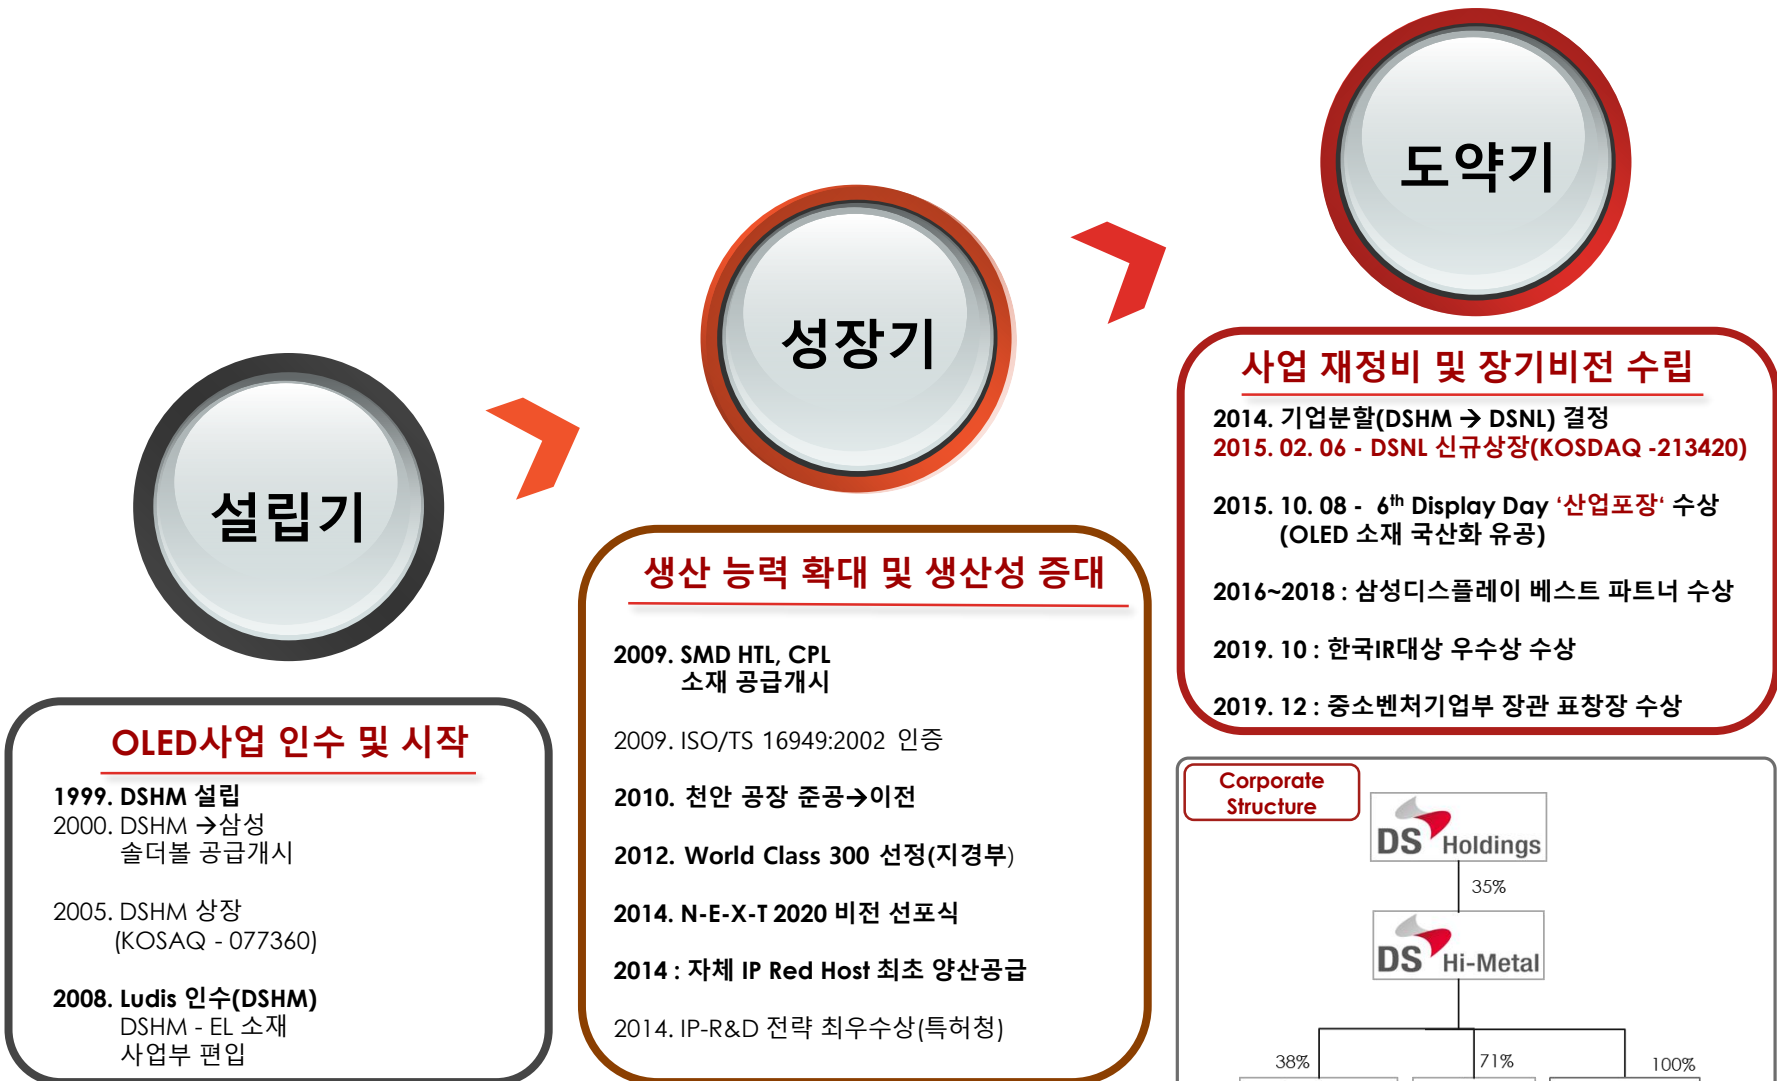 설립기
OLED사업 인수 및 시작
1999. DSHM 설립
2000. DSHM →삼성
솔더볼 공급개시
2005. DSHM 상장
(KOSAQ - 077360)
2008. Ludis 인수(DSHM)
DSHM - EL 소재
사업부 편입
성장기
생산 능력 확대 및 생산성 증대
2009. SMD HTL, CPL
소재 공급개시
2009. ISO/TS 16949:2002 인증
2010. 천안 공장 준공→이전
2012. World Class 300 선정(지경부)
2014. N-E-X-T 2020 비전 선포식
2014 : 자체 IP Red Host 최초 양산공급
2014. IP-R&D 전략 최우수상(특허청)
도약기
사업 재정비 및 장기비전 수립
2014. 기업분할(DSHM → DSNL) 결정
2015. 02. 06 - DSNL 신규상장(KOSDAQ -213420)
2015. 10. 08 - 6th Display Day ‘산업포장‘ 수상
(OLED 소재 국산화 유공)
2016~2018 : 삼성디스플레이 베스트 파트너 수상
2019. 10 : 한국IR대상 우수상 수상
2019. 12 : 중소벤처기업부 장관 표창장 수상
Corporate
Structure
DS Holdings
35%
DS Hi-Metal
38% 71% 100%